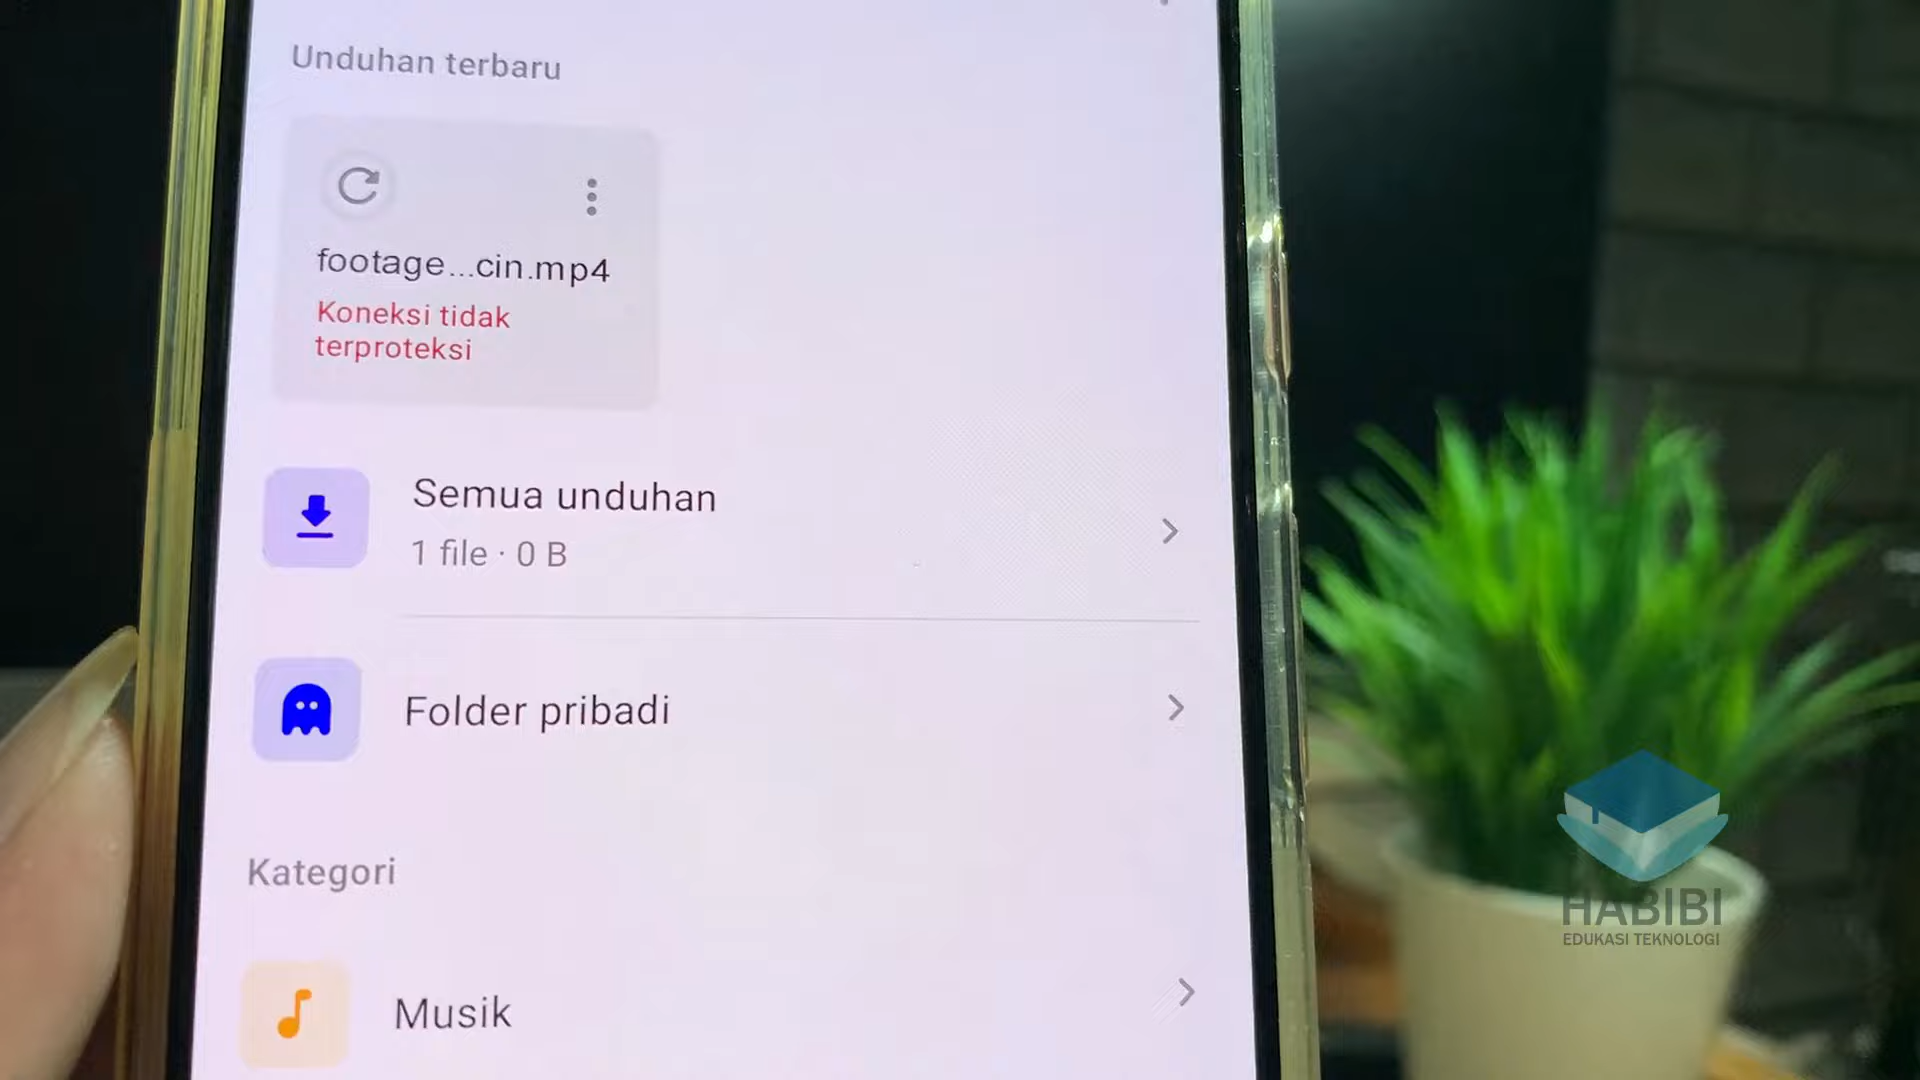 Unduhan terbaru
footage...cin.mp4
Koneksi tidak
terproteksi
Semua unduhan
1 file · 0 B
Folder pribadi
Kategori
Musik
HABIBI
EDUKASI TEKNOLOGI